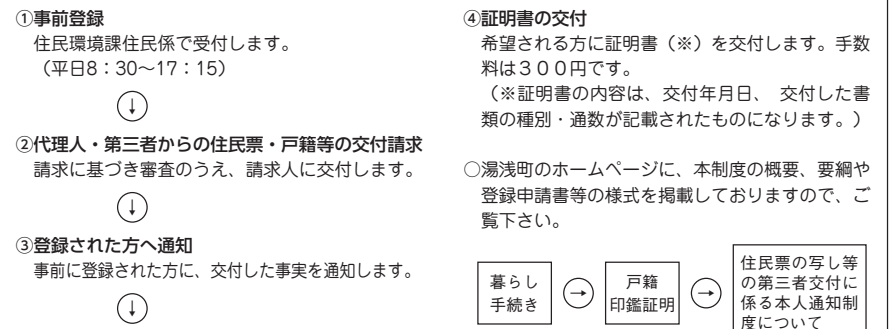 ①事前登録
住民環境課住民係で受付します。
（平日8：30〜17：15）
↓
②代理人・第三者からの住民票・戸籍等の交付請求
請求に基づき審査のうえ、請求人に交付します。
↓
③登録された方へ通知
事前に登録された方に、交付した事実を通知します。
↓
④証明書の交付
希望される方に証明書（※）を交付します。手数
料は３００円です。
（※証明書の内容は、交付年月日、 交付した書
類の種別・通数が記載されたものになります。）
○湯浅町のホームページに、本制度の概要、要綱や
登録申請書等の様式を掲載しておりますので、ご
覧下さい。
暮らし
手続き
→
戸籍
印鑑証明
→
住民票の写し等
の第三者交付に
係る本人通知制
度について